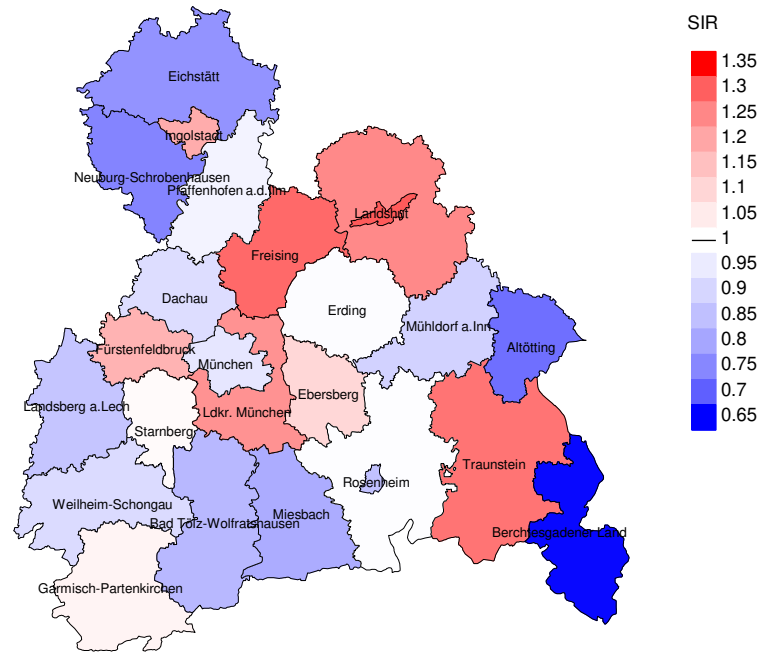 SIR
1.35
1.3
1.25
1.2
1.15
1.1
1.05
1
0.95
0.9
0.85
0.8
0.75
0.7
0.65
Eichstätt
Ingolstadt
Neuburg-Schrobenhausen
Pfaffenhofen a.d.Ilm
Landshut
Freising
Dachau
Erding
Mühldorf a.Inn
Altötting
Fürstenfeldbruck
München
Ebersberg
Landsberg a.Lech
Ldkr. München
Starnberg
Traunstein
Rosenheim
Weilheim-Schongau
Miesbach
Bad Tölz-Wolfratshausen
Berchtesgadener Land
Garmisch-Partenkirchen